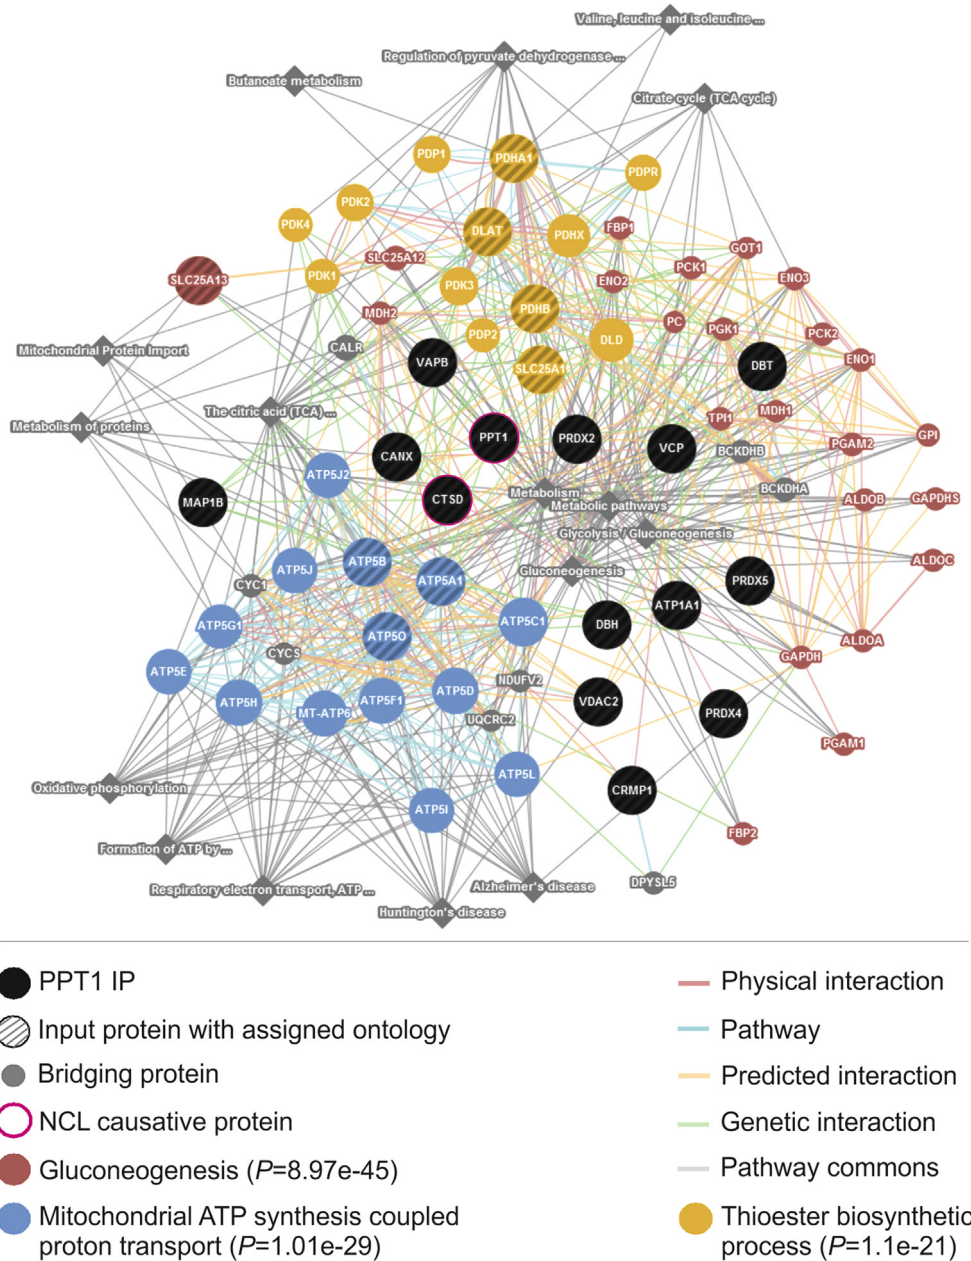 Valine, leucine and isoleucine ...
Regulation of pyruvate dehydrogenase ...
Butanoate metabolism
Citrate cycle (TCA cycle)
PDP1
PDHA1
PDPR
PDK2
PDK4
DLAT
PDHX
FBP1
GOT1
SLC25A12
SLC25A13
PDK1
PCK1
ENO3
ENO2
PDK3
PDHB
MDH2
PC
PGK1
PCK2
PDP2
DLD
CALR
Mitochondrial Protein Import
VAPB
ENO1
SLC25A1
DBT
The citric acid (TCA) ...
MDH1
TPI1
Metabolism of proteins
PPT1
PRDX2
GPI
PGAM2
VCP
BCKDHB
CANX
ATP5J2
BCKDHA
Metabolism
MAP1B
CTSD
ALDOB
GAPDHS
Metabolic pathways
Glycolysis / Gluconeogenesis
ALDOC
ATP5B
ATP5J
Gluconeogenesis
ATP5A1
PRDX5
CYC1
ATP1A1
ATP5G1
ATP5C1
DBH
ATP5O
ALDOA
CYCS
GAPDH
ATP5E
NDUFV2
ATP5D
ATP5F1
ATP5H
VDAC2
MT-ATP6
PRDX4
UQCRC2
PGAM1
ATP5L
Oxidative phosphorylation
CRMP1
ATP5I
FBP2
Formation of ATP by ...
DPYSL5
Alzheimer's disease
Respiratory electron transport, ATP ...
Huntington's disease
PPT1 IP
Input protein with assigned ontology
Bridging protein
NCL causative protein
Gluconeogenesis (P=8.97e-45)
Mitochondrial ATP synthesis coupled
proton transport (P=1.01e-29)
Physical interaction
Pathway
Predicted interaction
Genetic interaction
Pathway commons
Thioester biosynthetic
process (P=1.1e-21)